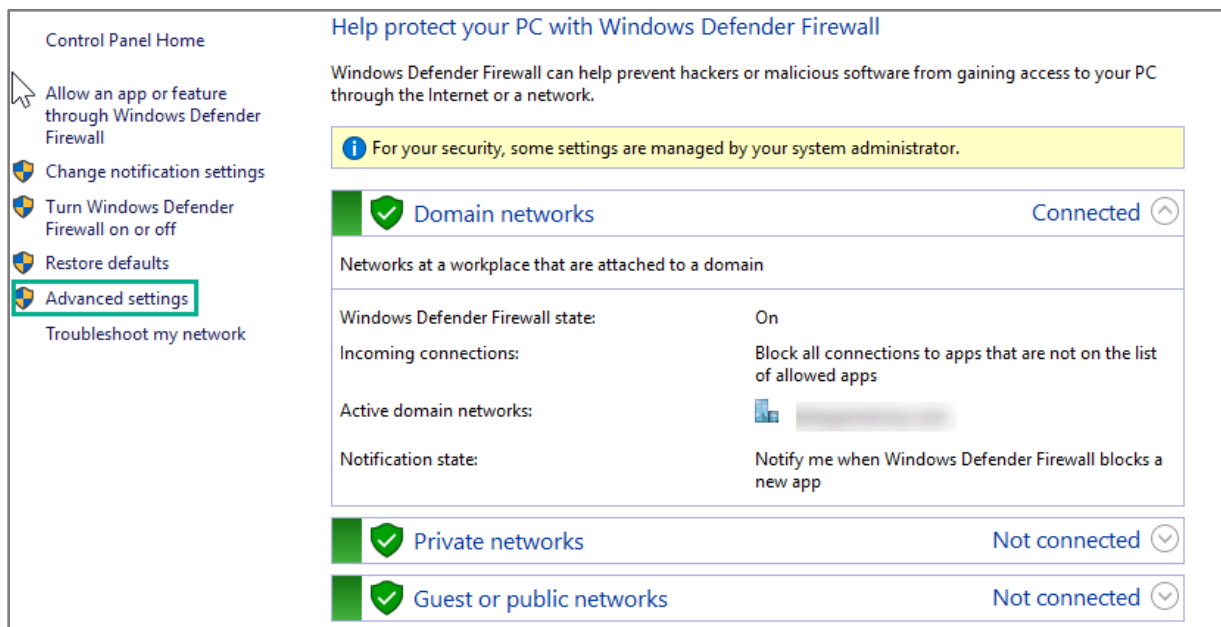 Control Panel Home
Allow an app or feature
through Windows Defender
Firewall
Change notification settings
Turn Windows Defender
Firewall on or off
Restore defaults
Advanced settings
Troubleshoot my network
Help protect your PC with Windows Defender Firewall
Windows Defender Firewall can help prevent hackers or malicious software from gaining access to your PC
through the Internet or a network.
For your security, some settings are managed by your system administrator.
Domain networks Connected
Networks at a workplace that are attached to a domain
Windows Defender Firewall state: On
Incoming connections: Block all connections to apps that are not on the list
of allowed apps
Active domain networks:
Notification state: Notify me when Windows Defender Firewall blocks a
new app
Private networks Not connected
Guest or public networks Not connected